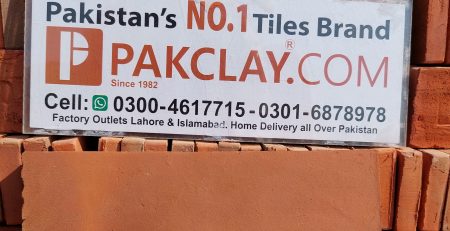 Pakistan's NO.1 Tiles Brand
PAKCLAY.COM®
Since 1982
Cell: 0300-4617715 - 0301-6878978
Factory Outlets Lahore & Islamabad. Home Delivery all Over Pakistan